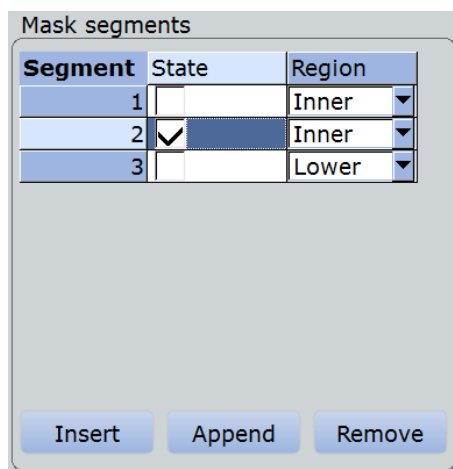 Mask segments
Segment State Region
1 Inner
2 Inner
3 Lower
Insert Append Remove